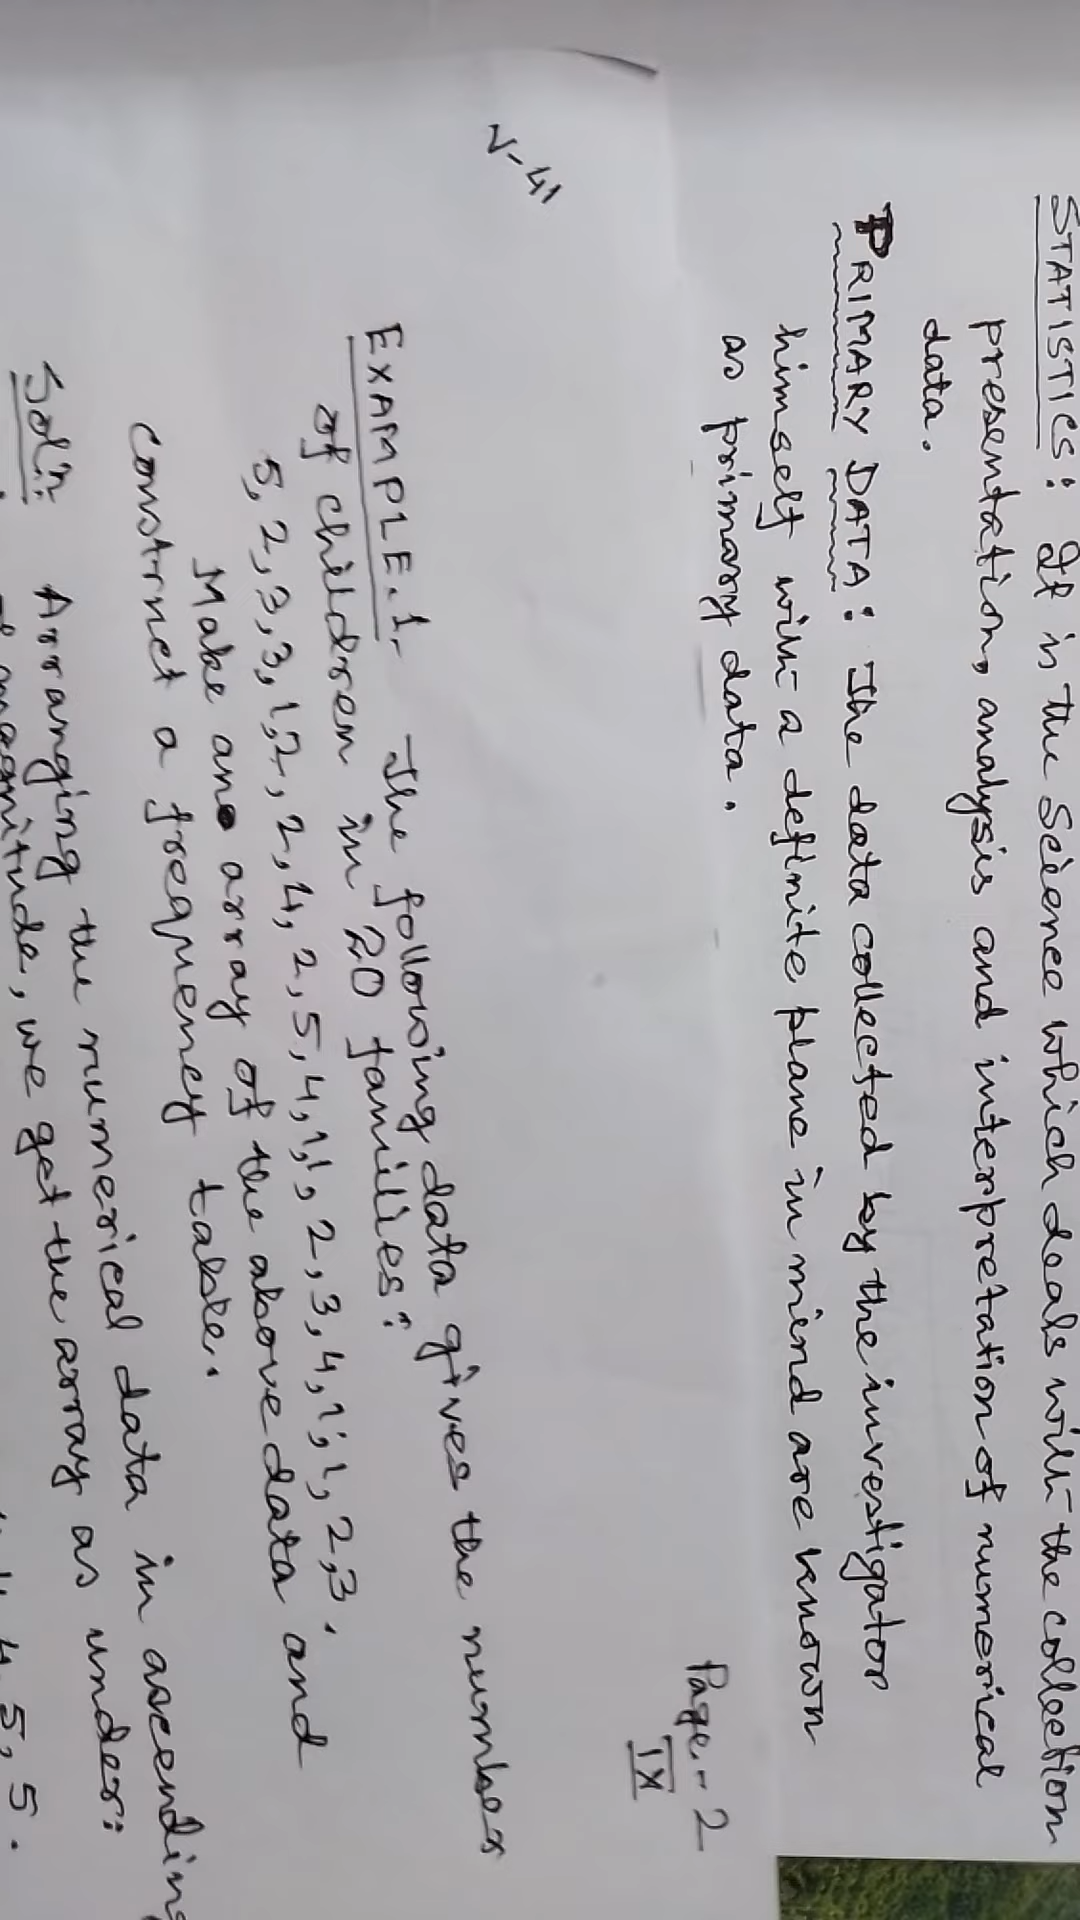 STATISTICS: It is the Science which deals with the collection
presentation, analysis and interpretation of numerical
data.
PRIMARY DATA: The data collected by the investigator
himself with a definite plane in mind are known
as primary data.
Page - 2
IX
N-41
EXAMPLE.1. The following data gives the number
of children in 20 families:
5, 2, 3, 3, 1, 2, 2, 4, 2, 5, 4, 1, 1, 2, 3, 4, 1, 1, 2, 3.
Make an array of the above data and
construct a frequency table.
Soln: Arranging the numerical data in ascending
magnitude, we get the array as under:
4, 5, 5.